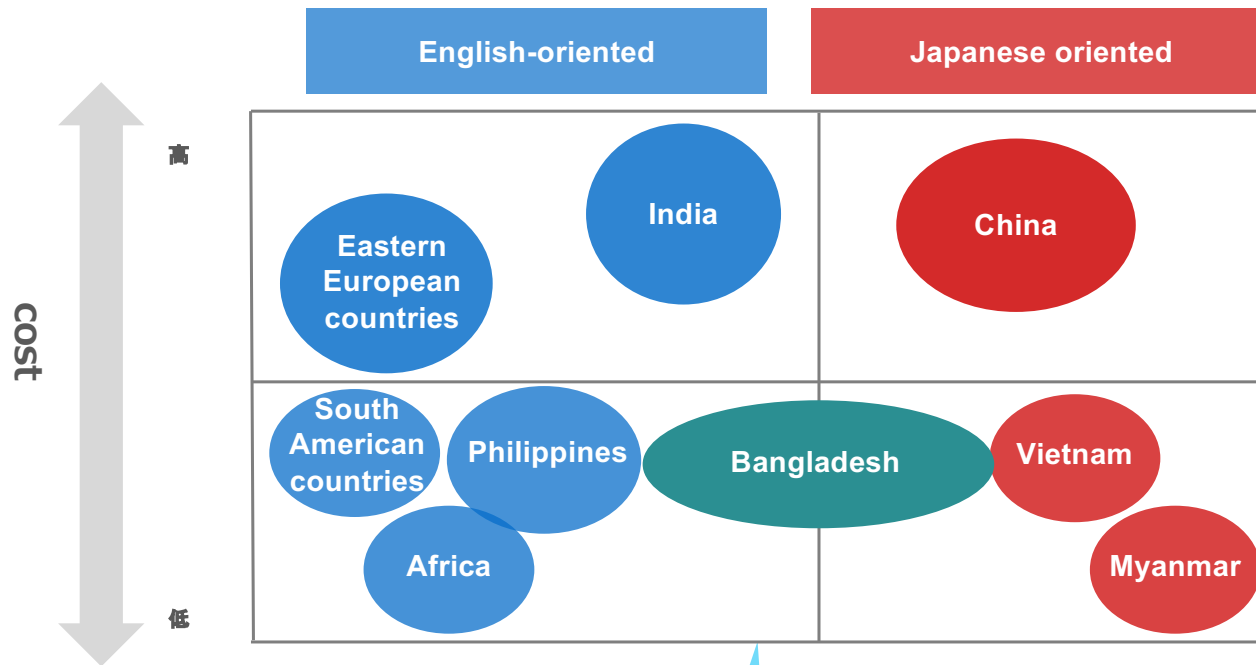 English-oriented
Japanese oriented
高
India
China
Eastern
European
countries
cost
South
American
countries
Philippines
Bangladesh
Vietnam
Africa
Myanmar
低